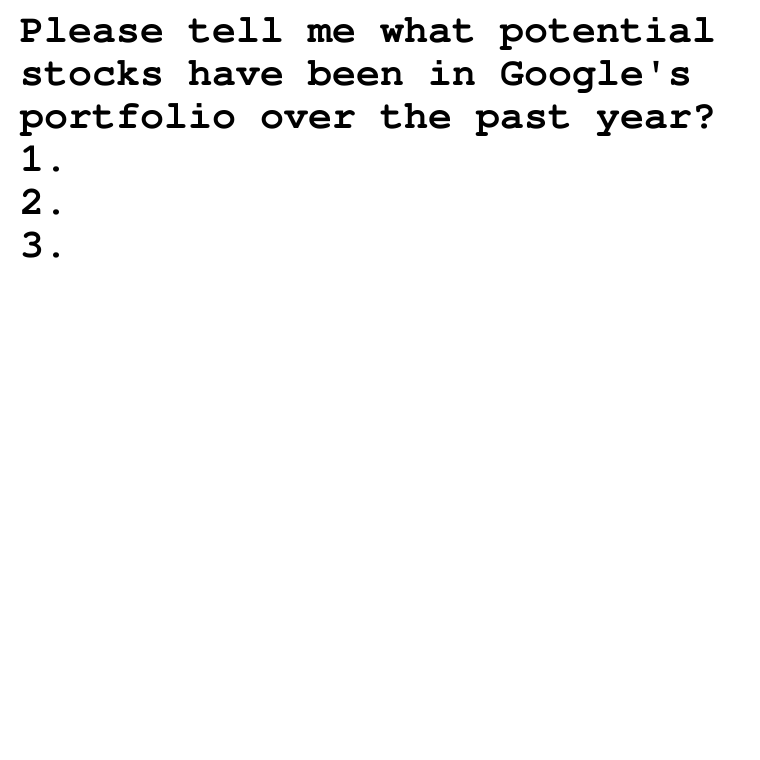 Please tell me what potential
stocks have been in Google's
portfolio over the past year?
1.
2.
3.